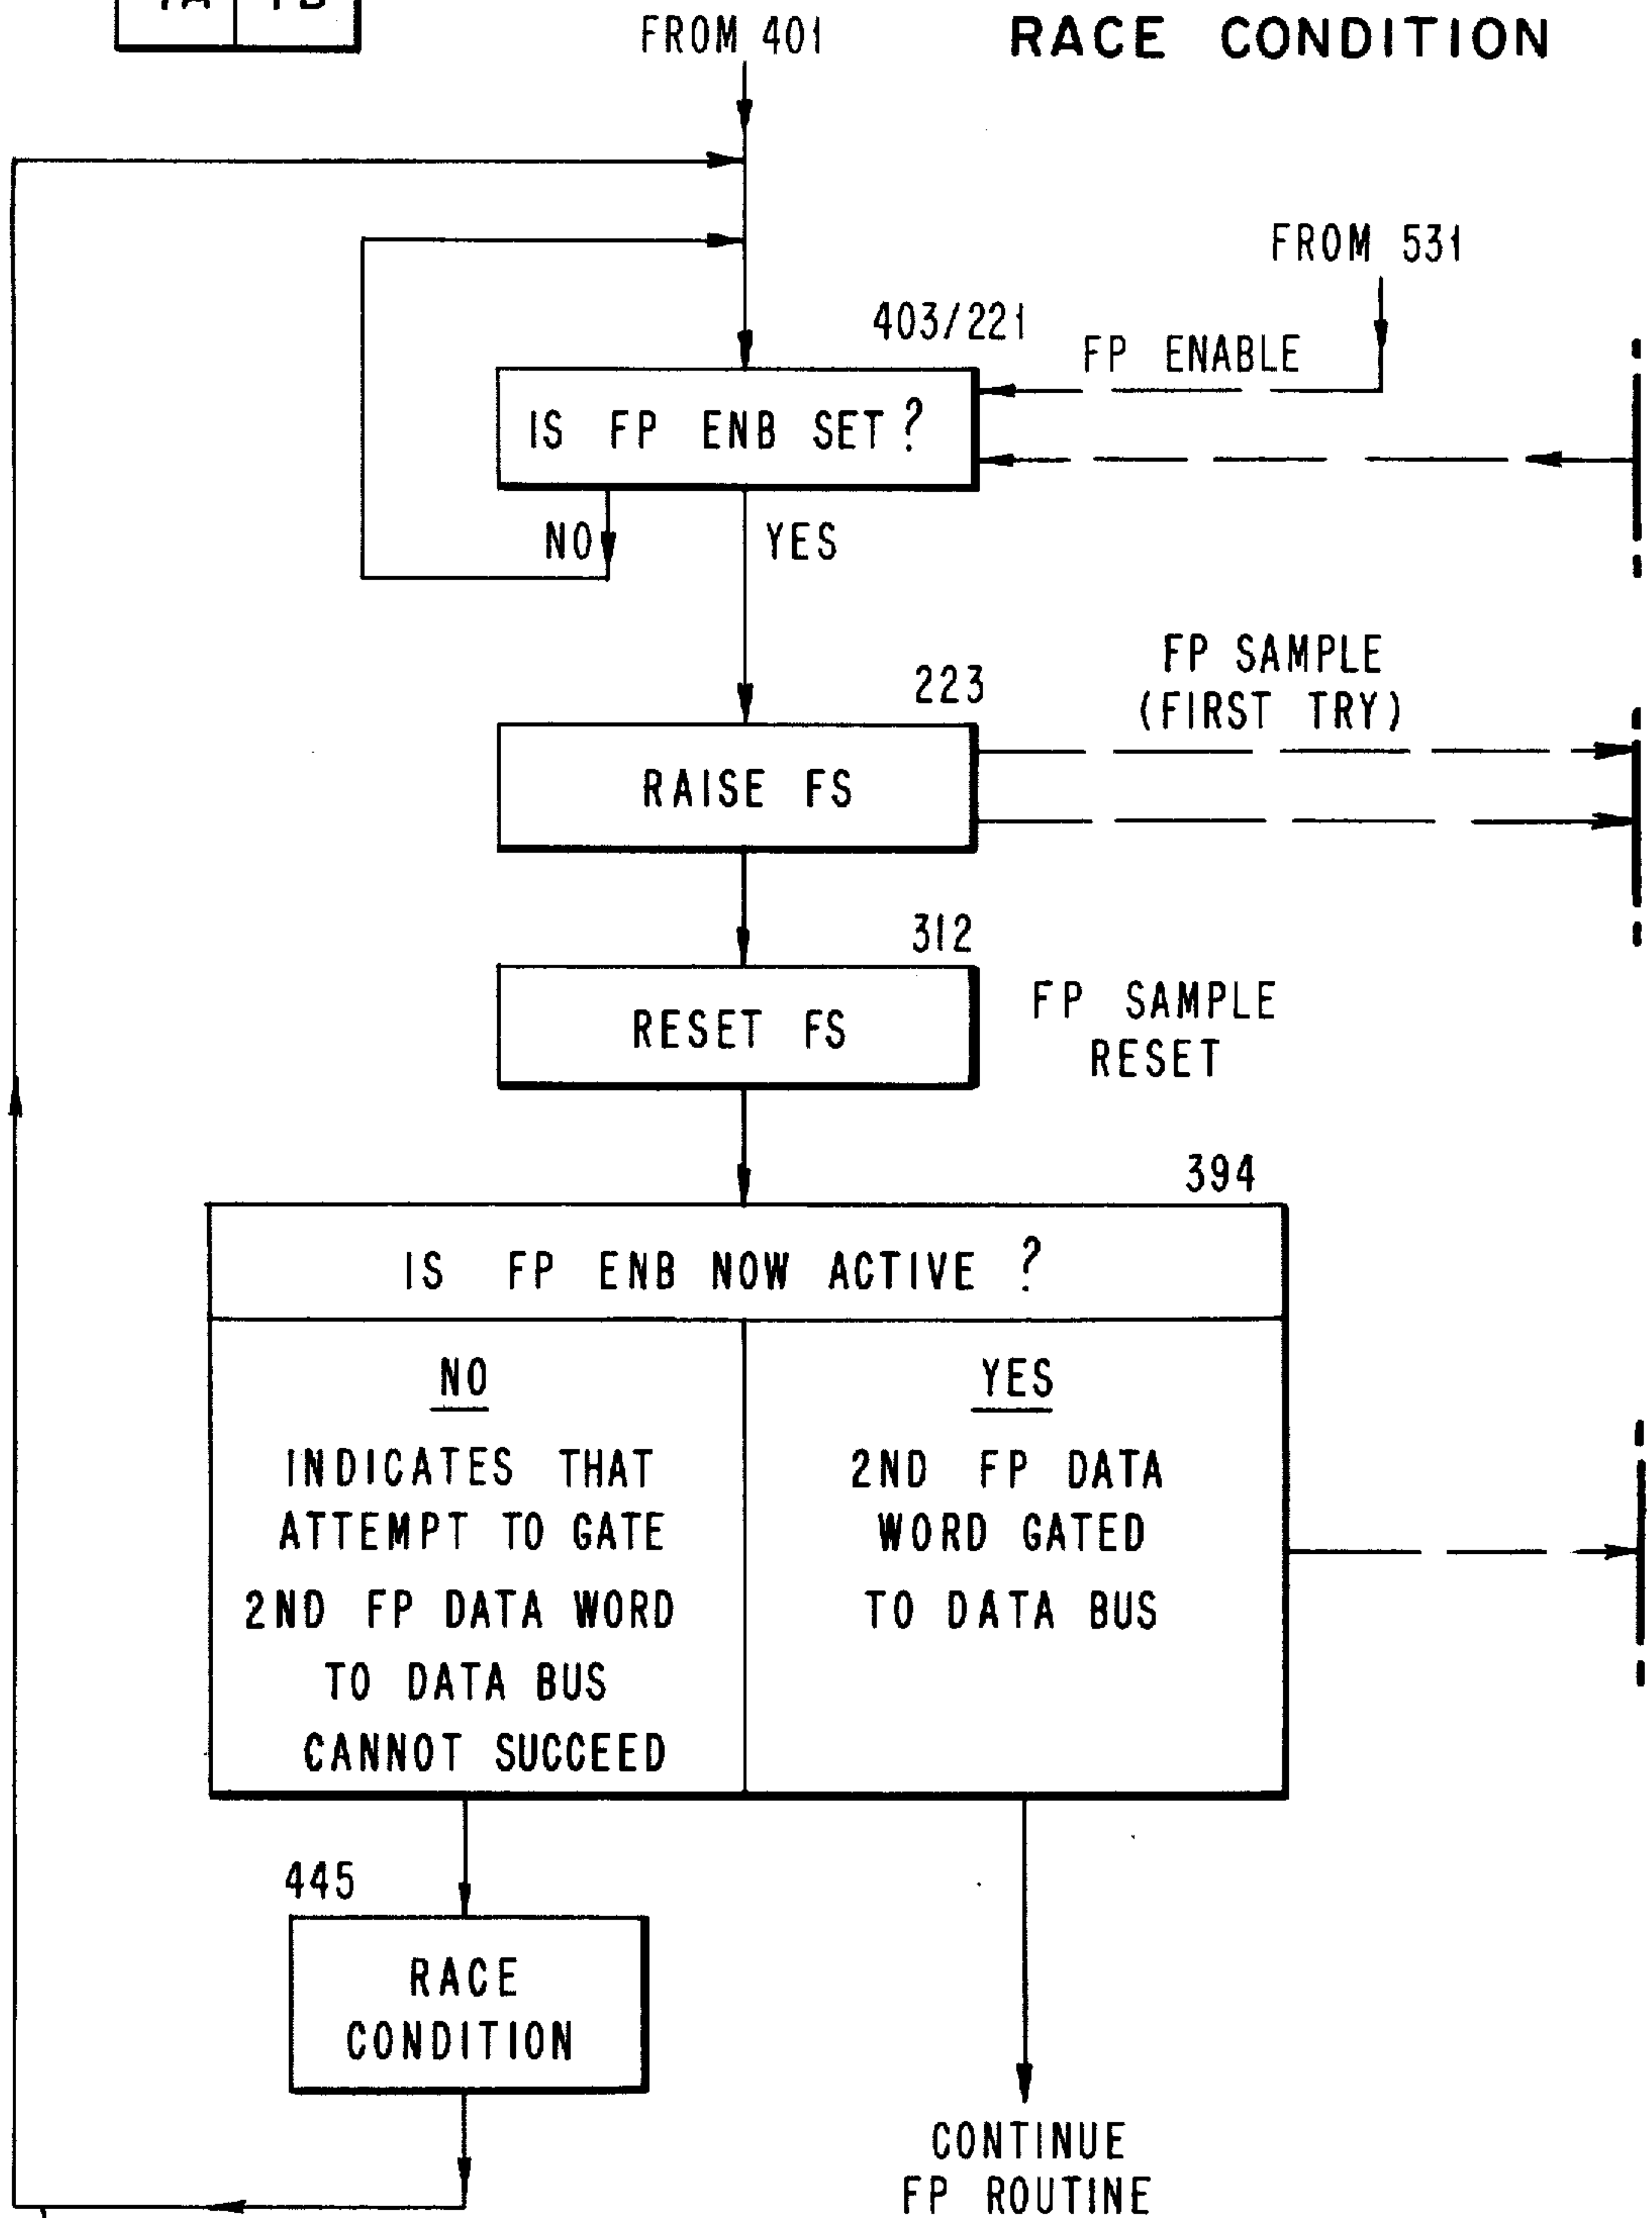 FROM 401
RACE CONDITION
FROM 531
403/221
FP ENABLE
IS FP ENB SET?
NO
YES
FP SAMPLE
(FIRST TRY)
223
RAISE FS
312
RESET FS
FP SAMPLE
RESET
394
IS FP ENB NOW ACTIVE ?
NO
INDICATES THAT
ATTEMPT TO GATE
2ND FP DATA WORD
TO DATA BUS
CANNOT SUCCEED
YES
2ND FP DATA
WORD GATED
TO DATA BUS
445
RACE
CONDITION
CONTINUE
FP ROUTINE